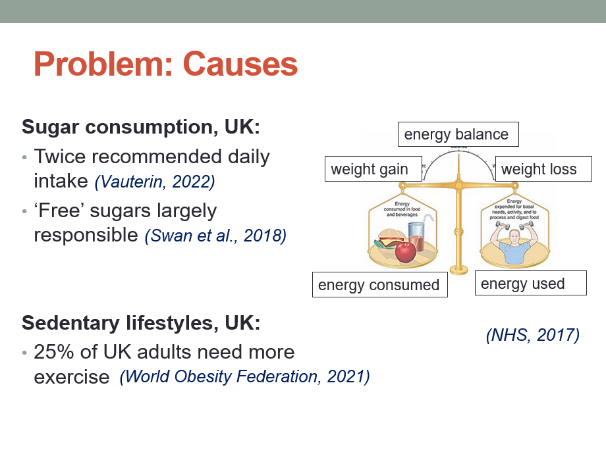 Problem: Causes
Sugar consumption, UK:
• Twice recommended daily
intake (Vauterin, 2022)
• ‘Free’ sugars largely
responsible (Swan et al., 2018)
energy balance
weight gain
weight loss
Energy
consumed in food
and beverages
Energy
expended for basal
needs, activity, and to
process and digest food
energy consumed
energy used
(NHS, 2017)
Sedentary lifestyles, UK:
• 25% of UK adults need more
exercise (World Obesity Federation, 2021)